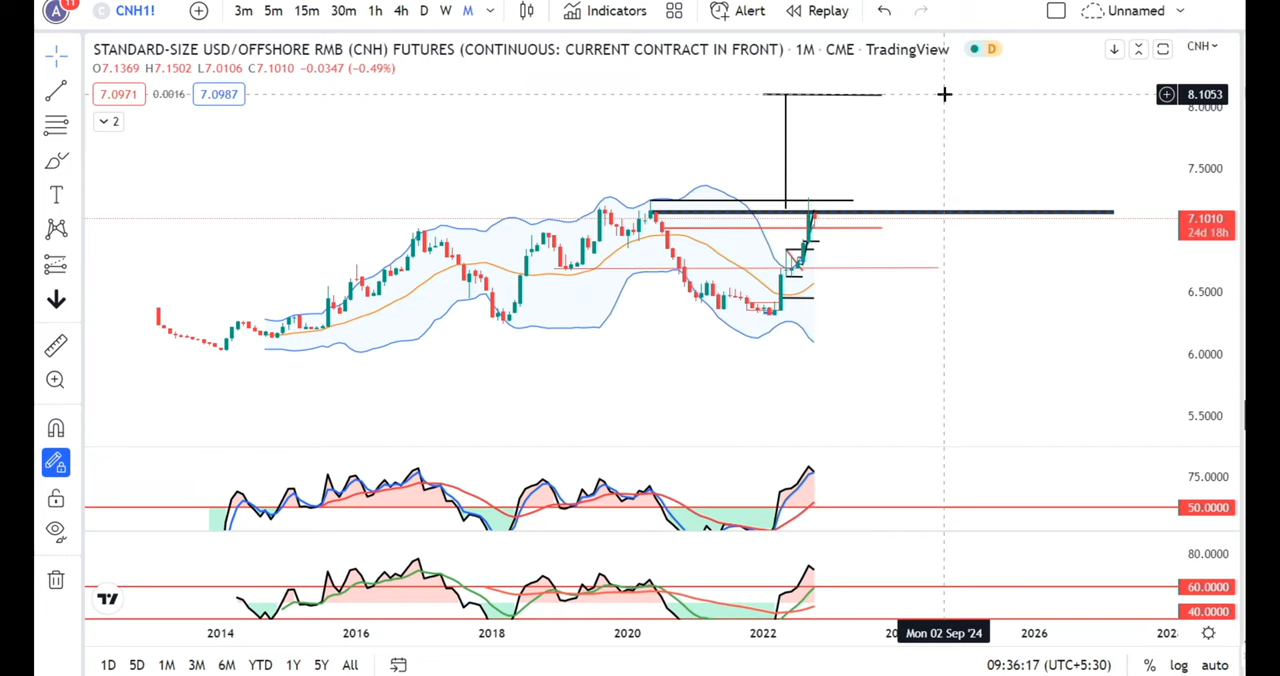 A 11 C CNH1! 3m 5m 15m 30m 1h 4h D W M Indicators Alert Replay Unnamed
STANDARD-SIZE USD/OFFSHORE RMB (CNH) FUTURES (CONTINUOUS: CURRENT CONTRACT IN FRONT) · 1M · CME · TradingView D CNH
O7.1369 H7.1502 L7.0106 C7.1010 −0.0347 (−0.49%)
7.0971 0.0016 7.0987 8.1053
8.0000
2
7.5000
7.1010
24d 18h
6.5000
6.0000
5.5000
75.0000
50.0000
80.0000
60.0000
40.0000
2014 2016 2018 2020 2022 Mon 02 Sep '24 2026
1D 5D 1M 3M 6M YTD 1Y 5Y All 09:36:17 (UTC+5:30) % log auto